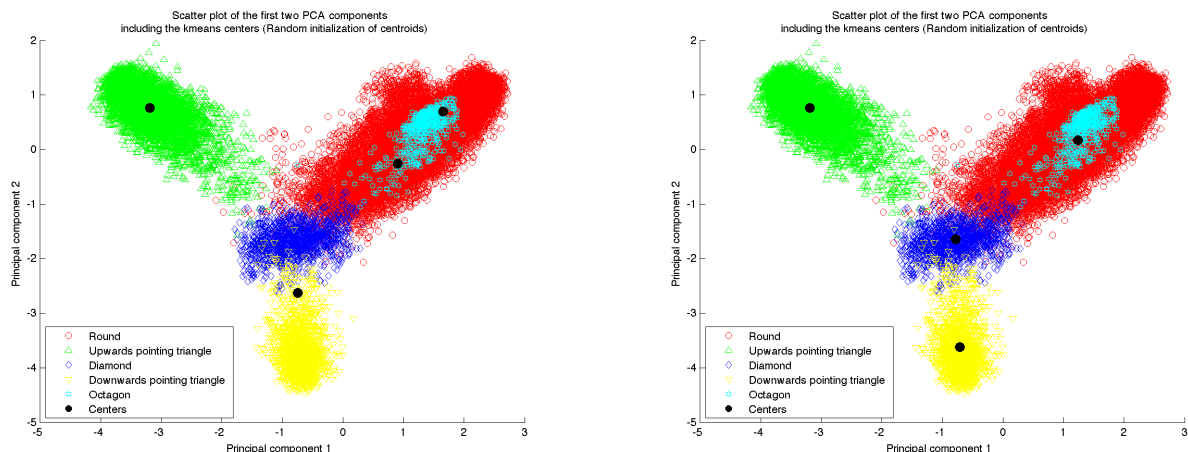 Scatter plot of the first two PCA components
including the kmeans centers (Random initialization of centroids)
2
1
0
-1
-2
-3
-4
-5
Principal component 2
Round
Upwards pointing triangle
Diamond
Downwards pointing triangle
Octagon
Centers
-5 -4 -3 -2 -1 0 1 2 3
Principal component 1
Scatter plot of the first two PCA components
including the kmeans centers (Random initialization of centroids)
2
1
0
-1
-2
-3
-4
-5
Principal component 2
Round
Upwards pointing triangle
Diamond
Downwards pointing triangle
Octagon
Centers
-5 -4 -3 -2 -1 0 1 2 3
Principal component 1